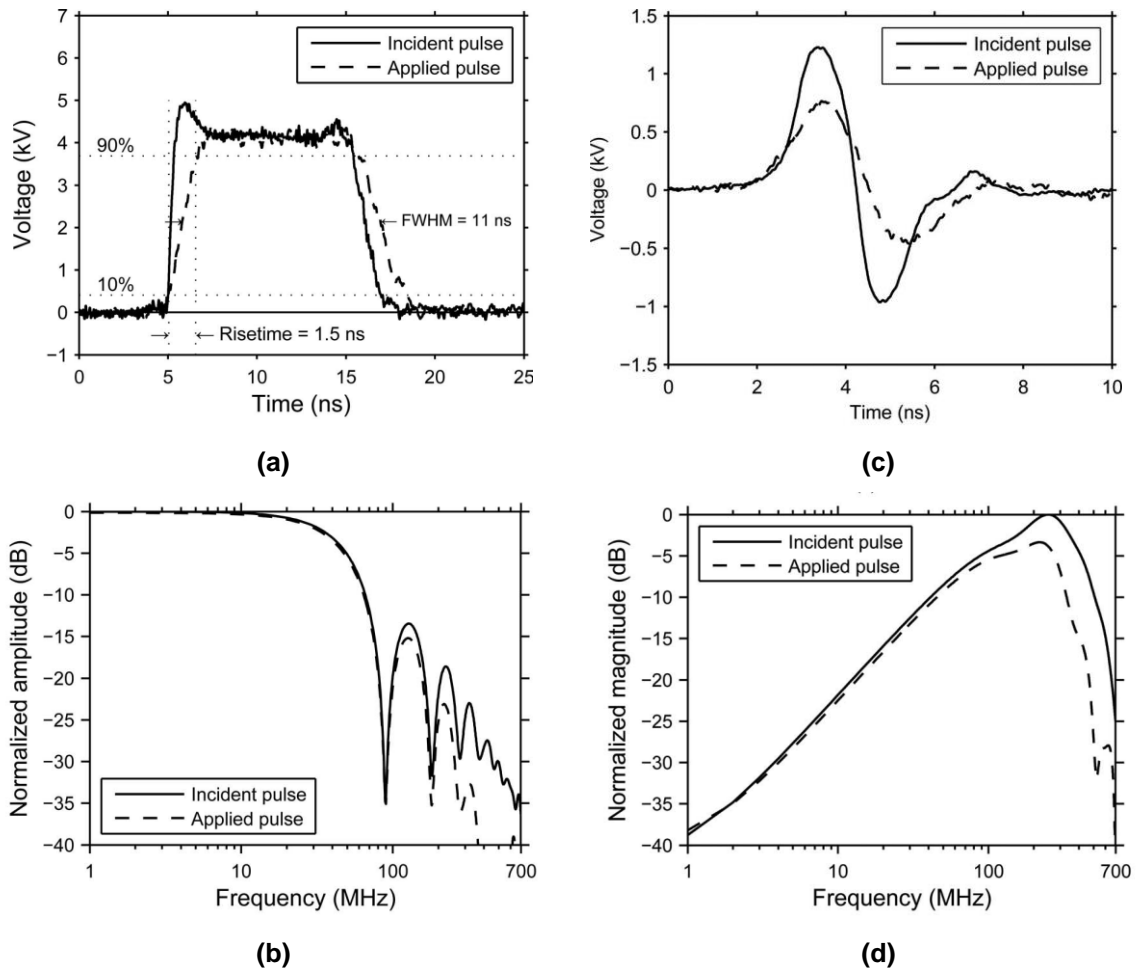 7
6
5
4
3
2
1
0
−1
Voltage (kV)
Incident pulse
Applied pulse
90%
10%
FWHM = 11 ns
Risetime = 1.5 ns
0 5 10 15 20 25
Time (ns)
(a)
1.5
1
0.5
0
−0.5
−1
−1.5
Voltage (kV)
Incident pulse
Applied pulse
0 2 4 6 8 10
Time (ns)
(c)
0
−5
−10
−15
−20
−25
−30
−35
−40
Normalized amplitude (dB)
Incident pulse
Applied pulse
1 10 100 700
Frequency (MHz)
(b)
0
−5
−10
−15
−20
−25
−30
−35
−40
Normalized magnitude (dB)
Incident pulse
Applied pulse
1 10 100 700
Frequency (MHz)
(d)